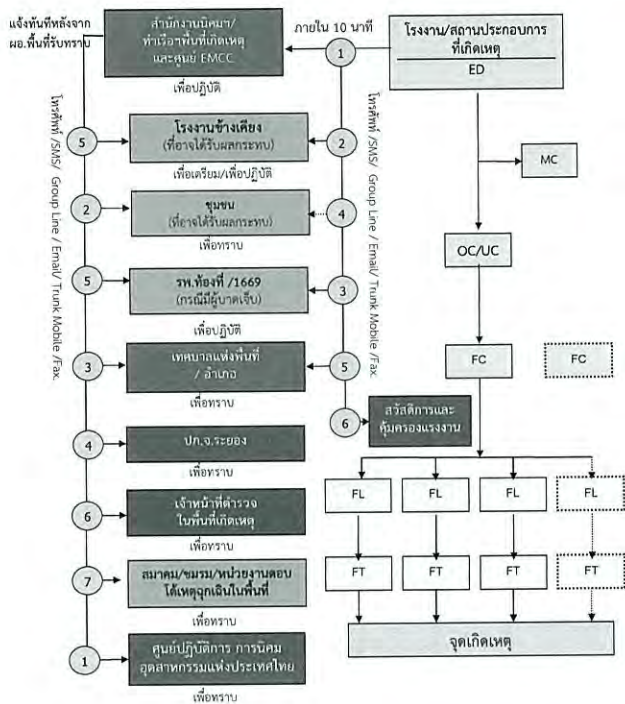 แจ้งทันทีหลังจาก
ผอ.พื้นที่รับทราบ
สำนักงานนิคมฯ/
ท่าเรือฯพื้นที่เกิดเหตุ
และศูนย์ EMCC
เพื่อปฏิบัติ
ภายใน 10 นาที
1
โรงงาน/สถานประกอบการ
ที่เกิดเหตุ
ED
โทรศัพท์ /SMS/ Group Line / Email/ Trunk Mobile /Fax.
5
โรงงานข้างเคียง
(ที่อาจได้รับผลกระทบ)
เพื่อเตรียม/เพื่อปฏิบัติ
2
MC
2
ชุมชน
(ที่อาจได้รับผลกระทบ)
เพื่อทราบ
4
โทรศัพท์ /SMS/ Group Line / Email/ Trunk Mobile /Fax.
OC/UC
5
รพ.ท้องที่ /1669
(กรณีมีผู้บาดเจ็บ)
เพื่อปฏิบัติ
3
3
เทศบาลแห่งพื้นที่
/ อำเภอ
เพื่อทราบ
5
FC
FC
6
สวัสดิการและ
คุ้มครองแรงงาน
4
ปภ.จ.ระยอง
เพื่อทราบ
6
เจ้าหน้าที่ตำรวจ
ในพื้นที่เกิดเหตุ
เพื่อทราบ
FL
FL
FL
FL
7
สมาคม/ชมรม/หน่วยงานตอบ
โต้เหตุฉุกเฉินในพื้นที่
เพื่อทราบ
FT
FT
FT
FT
1
ศูนย์ปฏิบัติการ การนิคม
อุตสาหกรรมแห่งประเทศไทย
เพื่อทราบ
จุดเกิดเหตุ